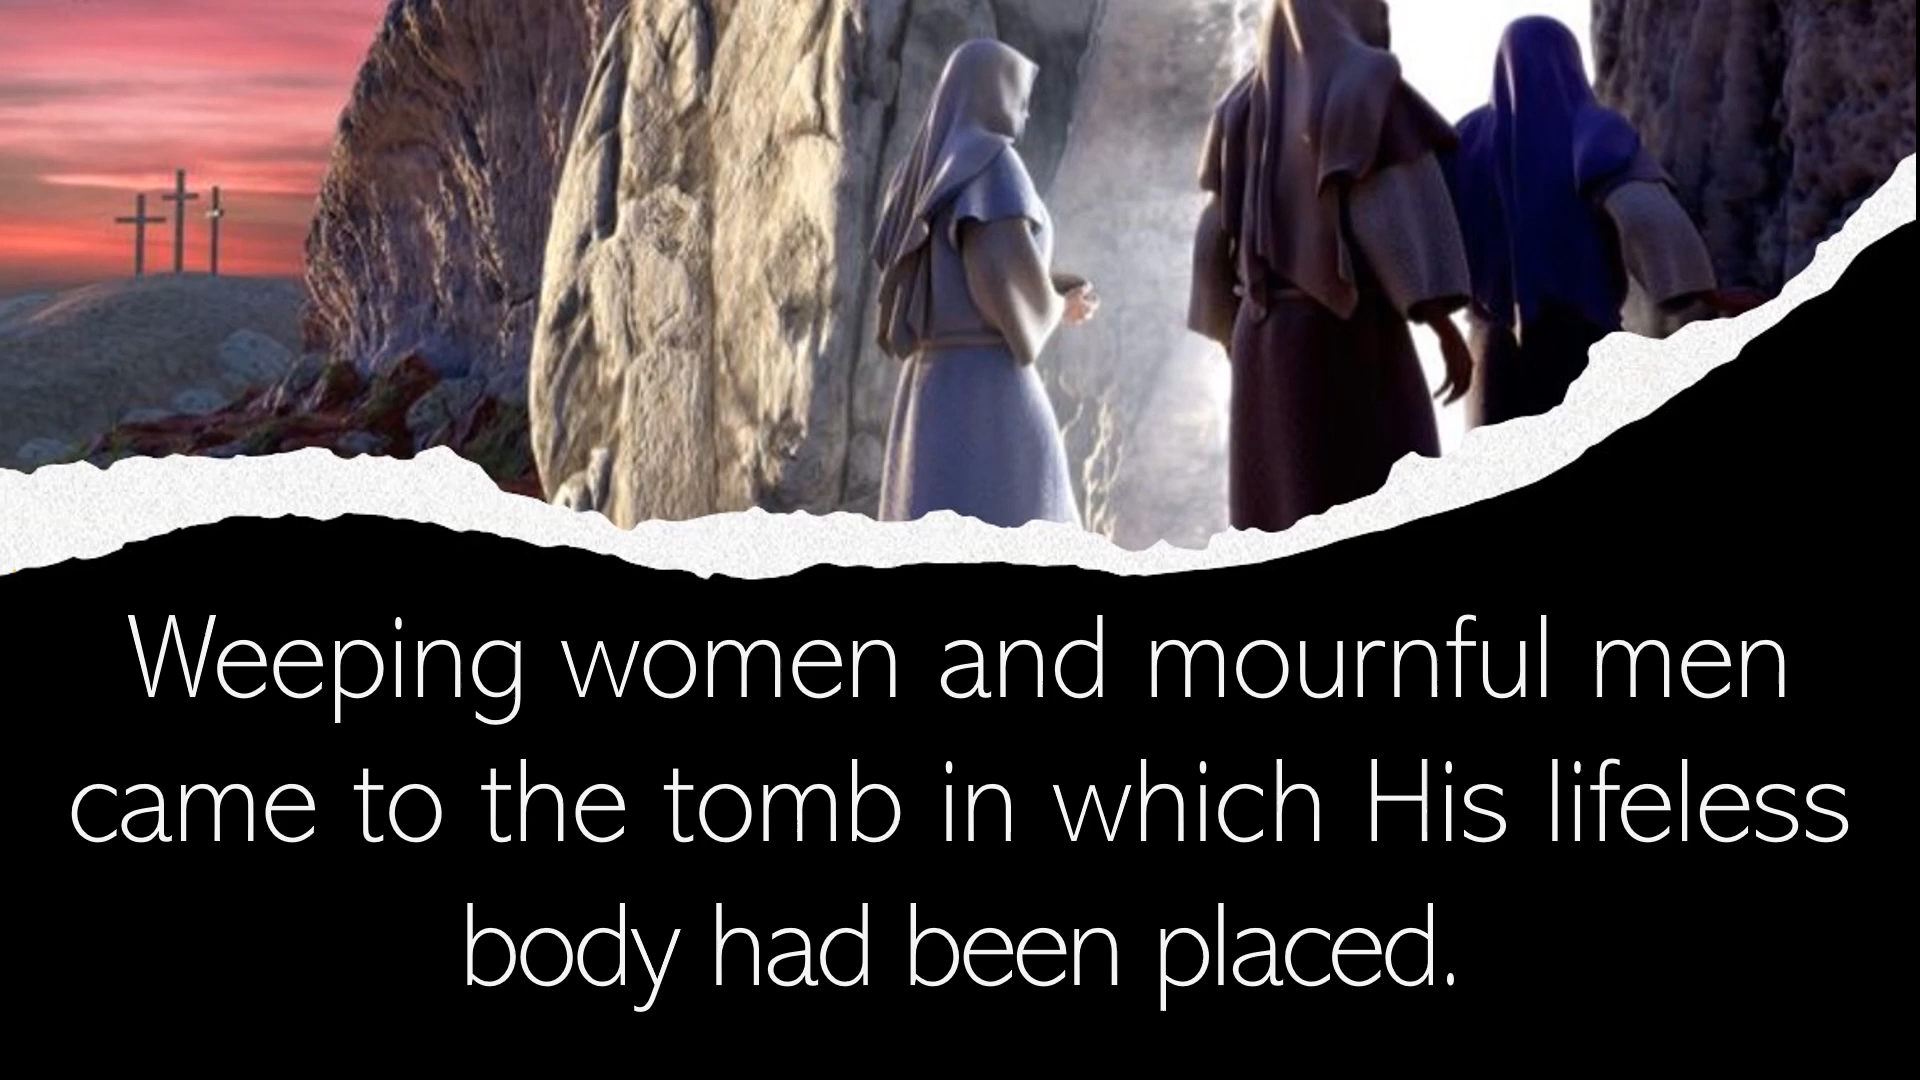 Weeping women and mournful men
came to the tomb in which His lifeless
body had been placed.